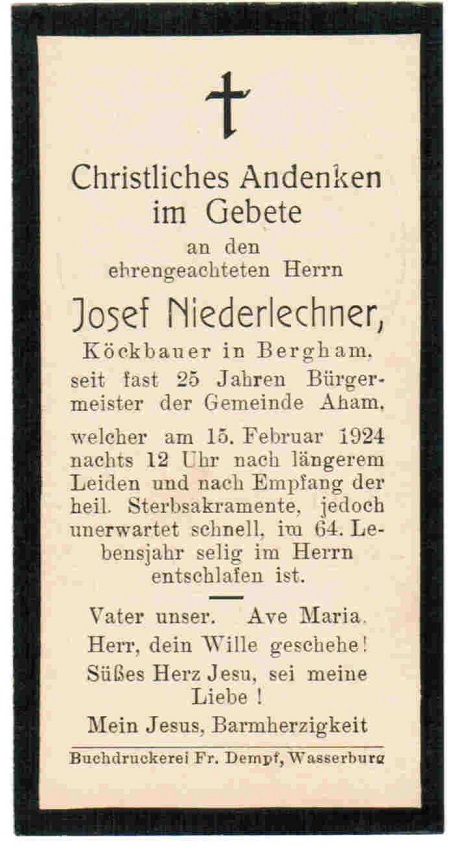 Christliches Andenken
im Gebete
an den
ehrengeachteten Herrn
Josef Niederlechner,
Köckbauer in Bergham,
seit fast 25 Jahren Bürger-
meister der Gemeinde Aham,
welcher am 15. Februar 1924
nachts 12 Uhr nach längerem
Leiden und nach Empfang der
heil. Sterbsakramente, jedoch
unerwartet schnell, im 64. Le-
bensjahr selig im Herrn
entschlafen ist.
Vater unser. Ave Maria.
Herr, dein Wille geschehe!
Süßes Herz Jesu, sei meine
Liebe!
Mein Jesus, Barmherzigkeit
Buchdruckerei Fr. Dempf, Wasserburg